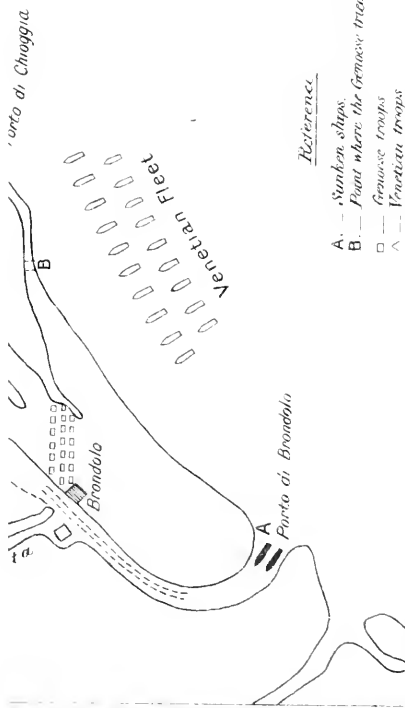 Porto di Chioggia
B
Venetian Fleet
Brondolo
A
Porto di Brondolo
Reference
A. _ Sunken ships.
B. _ Point where the Genoese tried
Genoese troops
Venetian troops